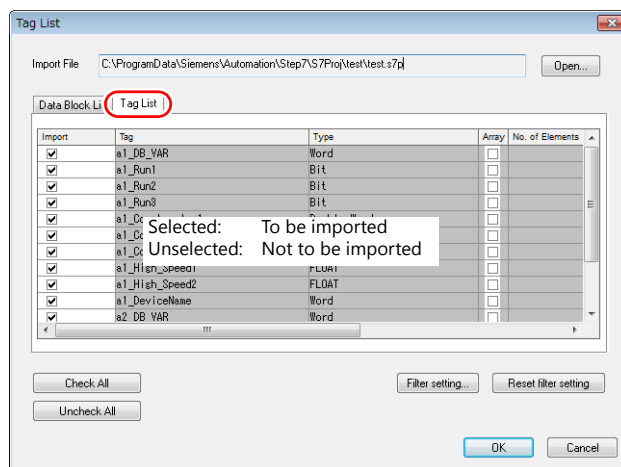 Tag List
Import File C:\ProgramData\Siemens\Automation\Step7\S7Proj\test\test.s7p Open...
Data Block Li Tag List
Import Tag Type Array No. of Elements
a1_DB_VAR Word
a1_Run1 Bit
a1_Run2 Bit
a1_Run3 Bit
Selected: To be imported
Unselected: Not to be imported
a1_High_Speed1 FLOAT
a1_High_Speed2 FLOAT
a1_DeviceName Word
a2_DB_VAR Word
Check All Filter setting... Reset filter setting
Uncheck All
OK Cancel